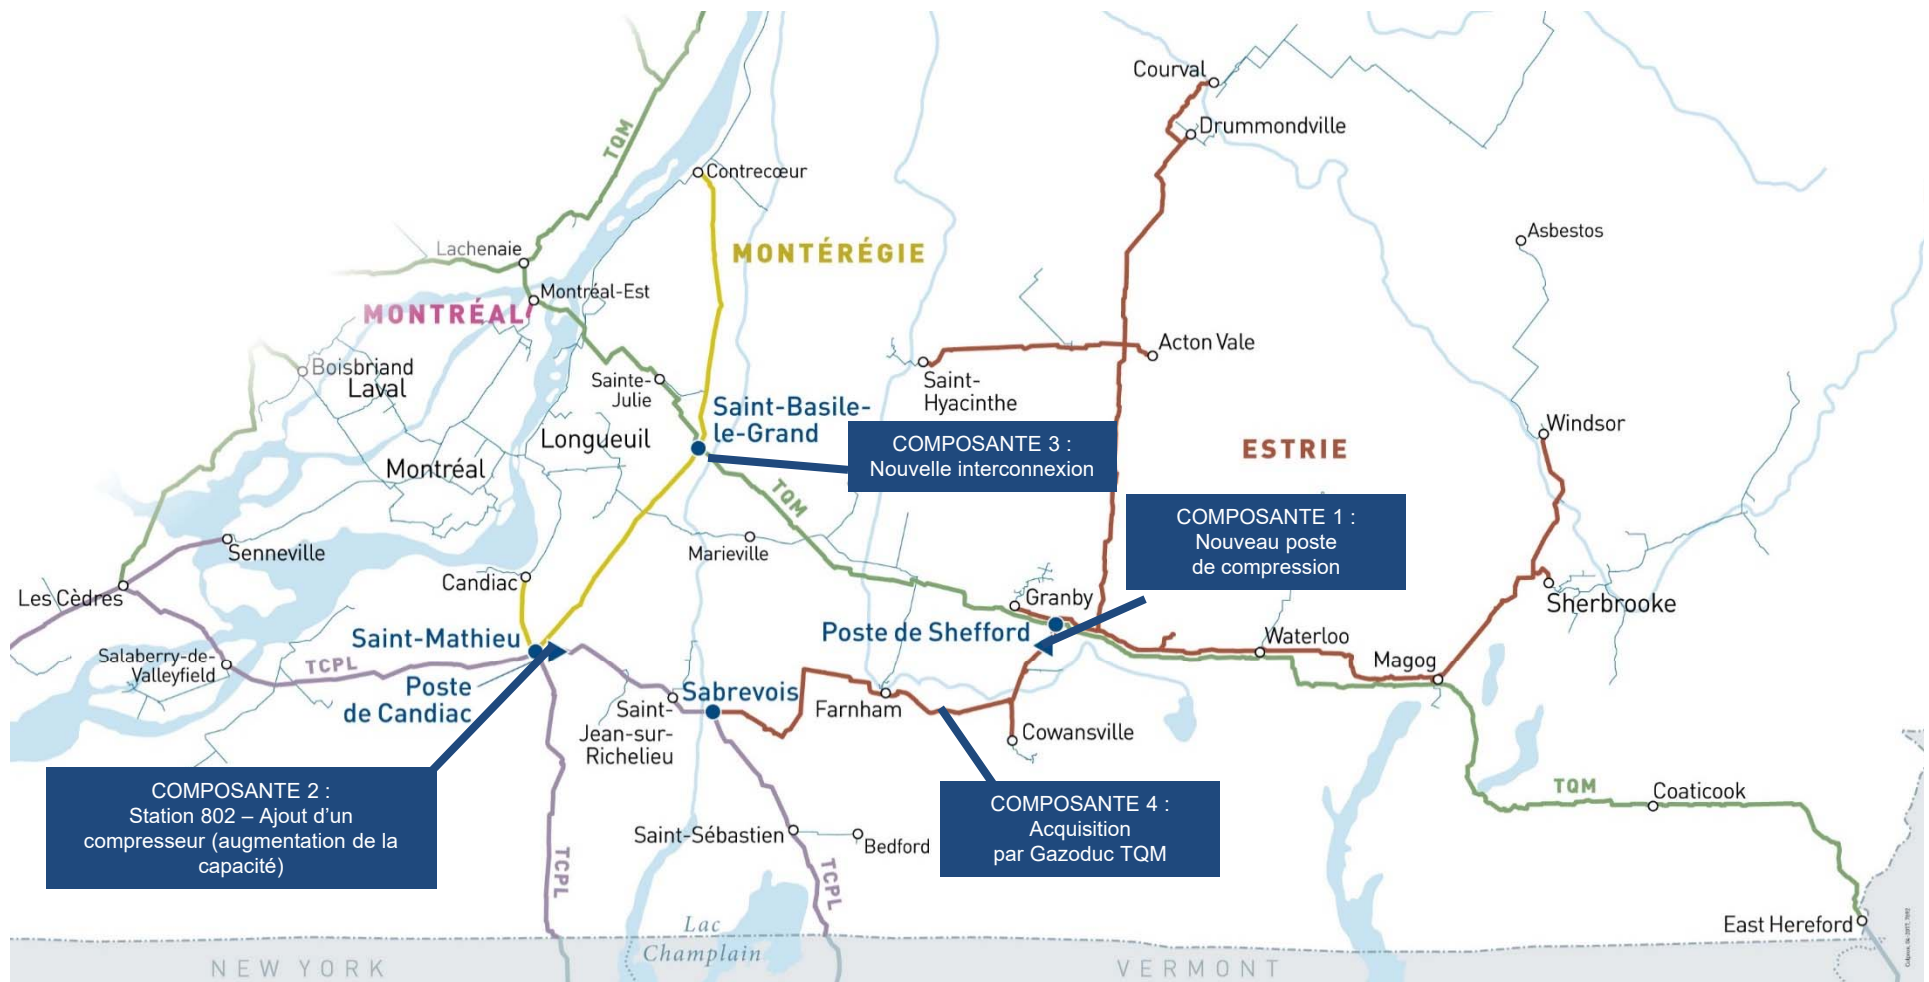 Courval
Drummondville
TQM
Contrecœur
Asbestos
Lachenaie
MONTÉRÉGIE
Montréal-Est
MONTRÉAL
Acton Vale
Boisbriand
Laval
Sainte-
Julie
Saint-
Hyacinthe
Saint-Basile-
le-Grand
Windsor
Longueuil
COMPOSANTE 3 :
Nouvelle interconnexion
ESTRIE
Montréal
TQM
COMPOSANTE 1 :
Nouveau poste
de compression
Senneville
Marieville
Candiac
Les Cèdres
Granby
Sherbrooke
Saint-Mathieu
Poste de Shefford
Waterloo
Salaberry-de-
Valleyfield
TCPL
Magog
Poste
de Candiac
Sabrevois
Saint-
Jean-sur-
Richelieu
Farnham
Cowansville
COMPOSANTE 2 :
Station 802 – Ajout d’un
compresseur (augmentation de la
capacité)
COMPOSANTE 4 :
Acquisition
par Gazoduc TQM
TQM
Coaticook
Saint-Sébastien
Bedford
TCPL
TCPL
Lac
Champlain
East Hereford
NEW YORK
VERMONT